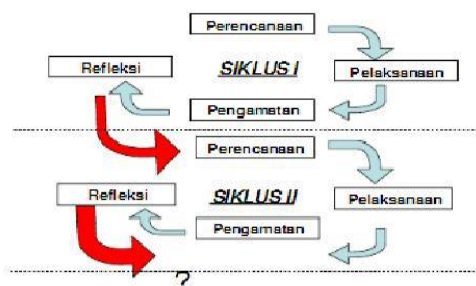 Perencanaan
Refleksi
SIKLUS I
Pelaksanaan
Pengamatan
Perencanaan
Refleksi
SIKLUS II
Pelaksanaan
Pengamatan
?